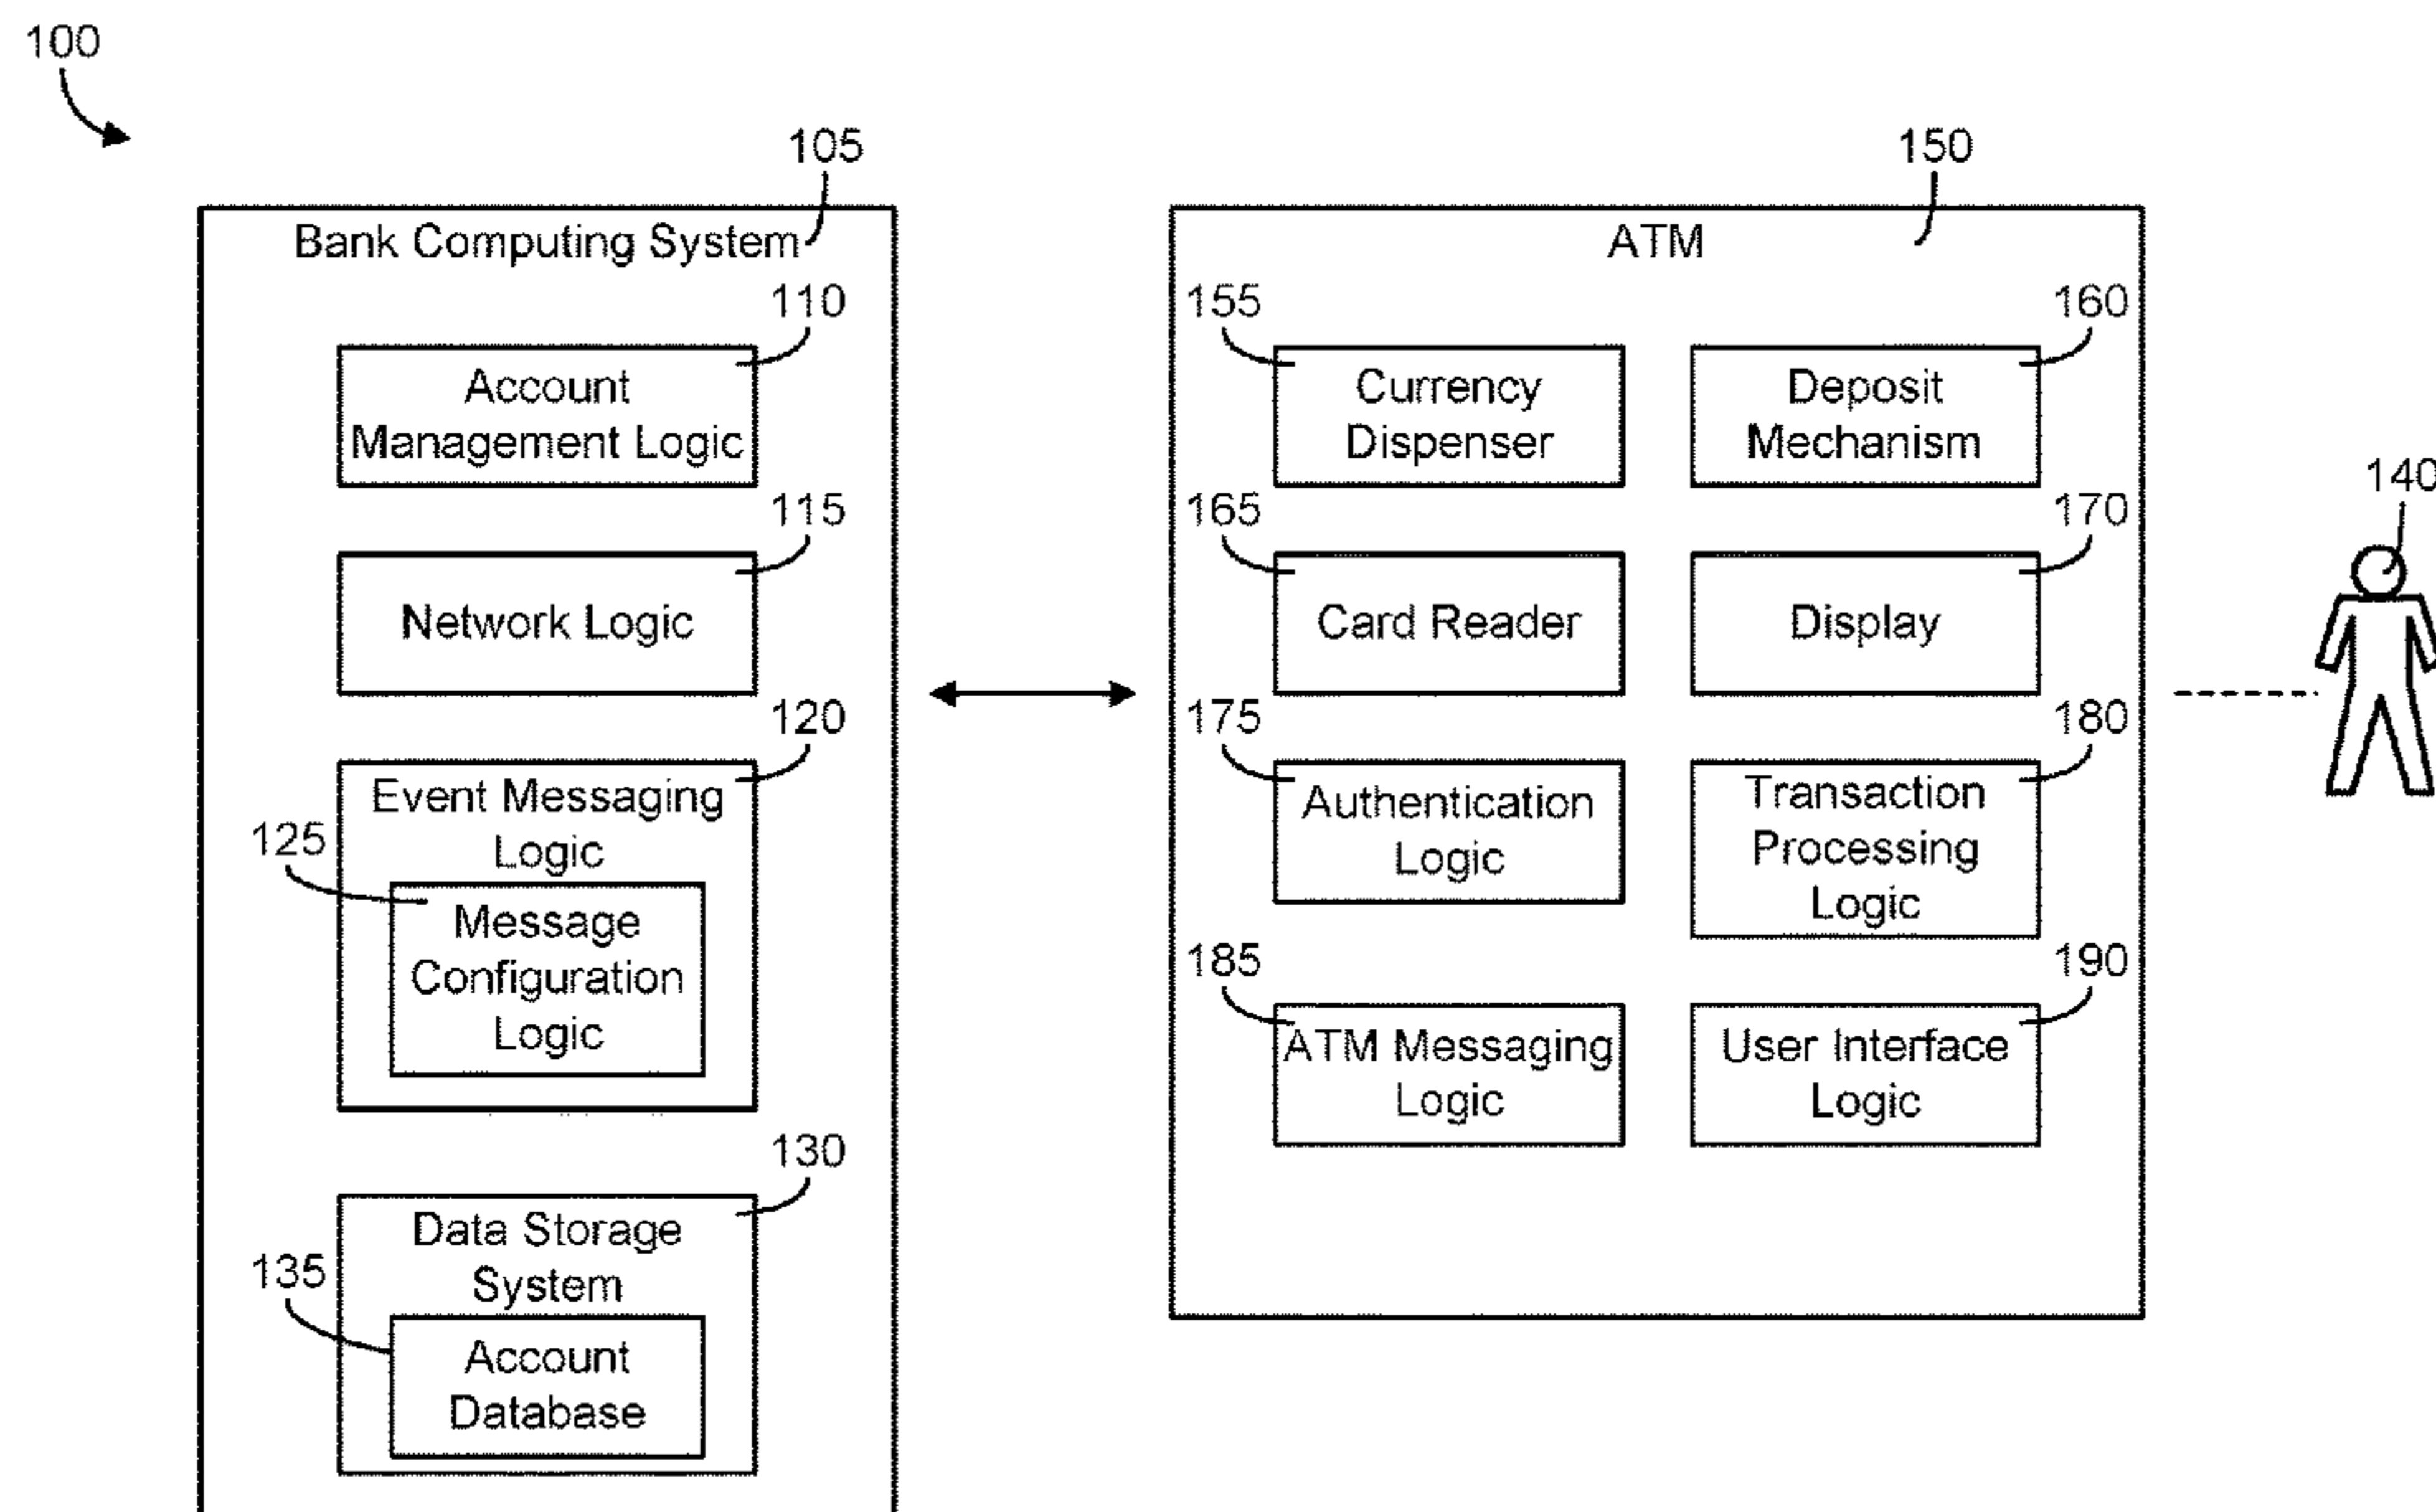 100
105
Bank Computing System
110
Account
Management Logic
115
Network Logic
120
Event Messaging
Logic
125
Message
Configuration
Logic
130
Data Storage
System
135
Account
Database
150
ATM
155
Currency
Dispenser
160
Deposit
Mechanism
165
Card Reader
170
Display
175
Authentication
Logic
180
Transaction
Processing
Logic
185
ATM Messaging
Logic
190
User Interface
Logic
140